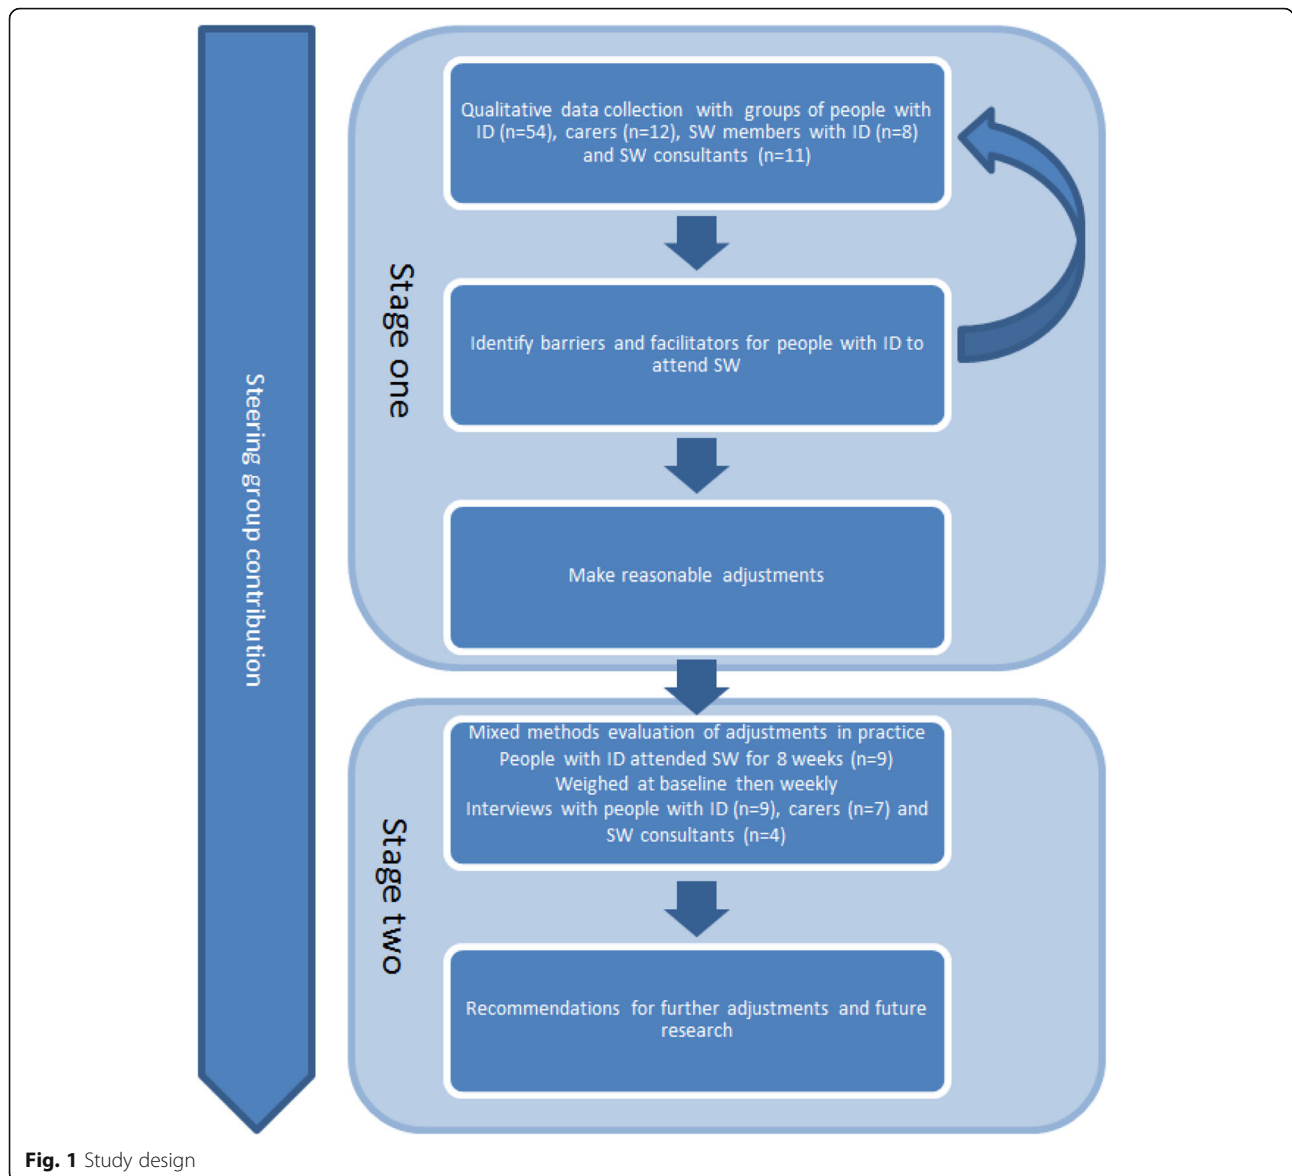 Steering group contribution
Stage one
Qualitative data collection with groups of people with
ID (n=54), carers (n=12), SW members with ID (n=8)
and SW consultants (n=11)
Identify barriers and facilitators for people with ID to
attend SW
Make reasonable adjustments
Stage two
Mixed methods evaluation of adjustments in practice
People with ID attended SW for 8 weeks (n=9)
Weighed at baseline then weekly
Interviews with people with ID (n=9), carers (n=7) and
SW consultants (n=4)
Recommendations for further adjustments and future
research
Fig. 1 Study design